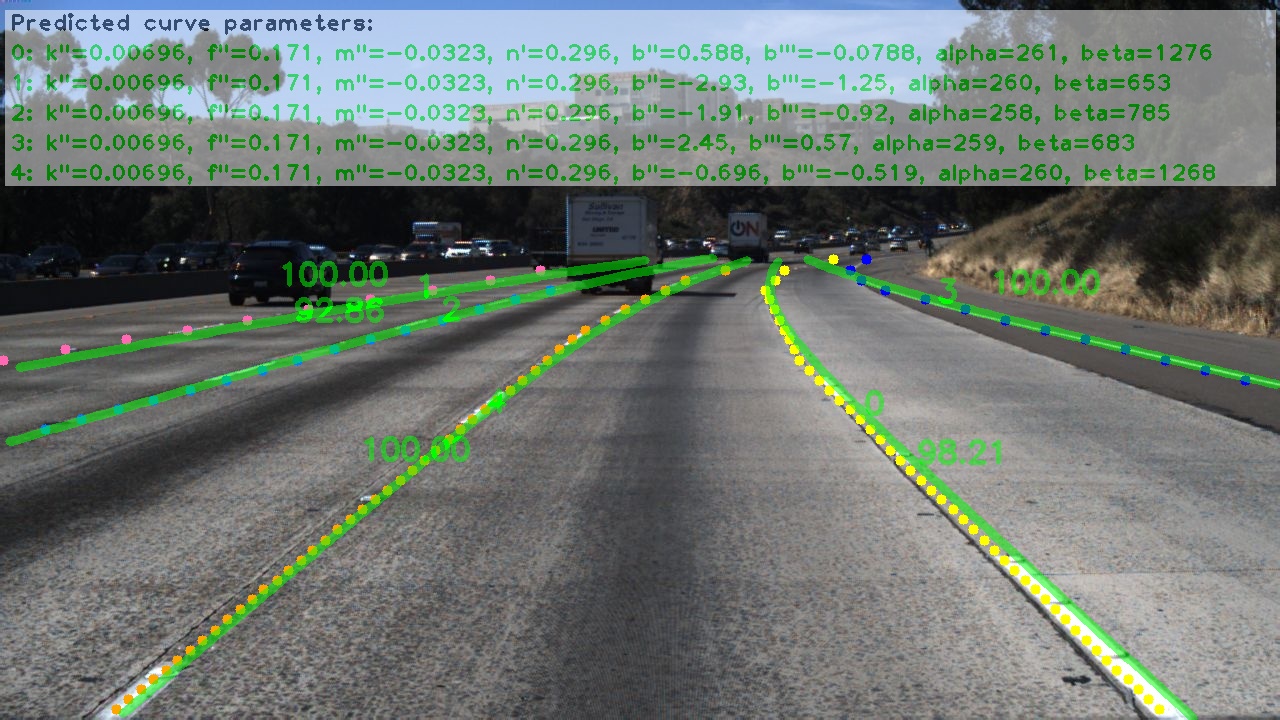 Predicted curve parameters:
0: k"=0.00696, f"=0.171, m"=-0.0323, n'=0.296, b"=0.588, b'''=-0.0788, alpha=261, beta=1276
1: k"=0.00696, f"=0.171, m"=-0.0323, n'=0.296, b"=-2.93, b'''=-1.25, alpha=260, beta=653
2: k"=0.00696, f"=0.171, m"=-0.0323, n'=0.296, b"=-1.91, b'''=-0.92, alpha=258, beta=785
3: k"=0.00696, f"=0.171, m"=-0.0323, n'=0.296, b"=2.45, b'''=0.57, alpha=259, beta=683
4: k"=0.00696, f"=0.171, m"=-0.0323, n'=0.296, b"=-0.696, b'''=-0.519, alpha=260, beta=1268
Sullivan
UNITED
ON
100.00
1
3
100.00
92.86
2
4
0
100.00
98.21